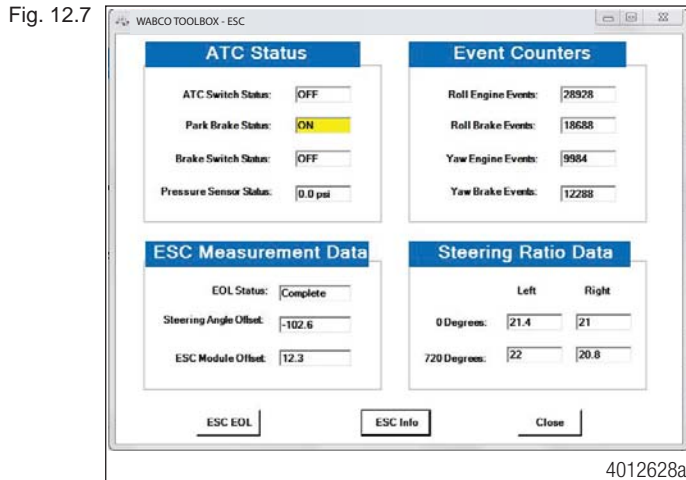 Fig. 12.7
WABCO TOOLBOX - ESC
ATC Status
ATC Switch Status: OFF
Park Brake Status: ON
Brake Switch Status: OFF
Pressure Sensor Status: 0.0 psi
Event Counters
Roll Engine Events: 28928
Roll Brake Events: 18688
Yaw Engine Events: 9984
Yaw Brake Events: 12288
ESC Measurement Data
EOL Status: Complete
Steering Angle Offset: -102.6
ESC Module Offset: 12.3
Steering Ratio Data
Left Right
0 Degrees: 21.4 21
720 Degrees: 22 20.8
ESC EOL ESC Info Close
4012628a